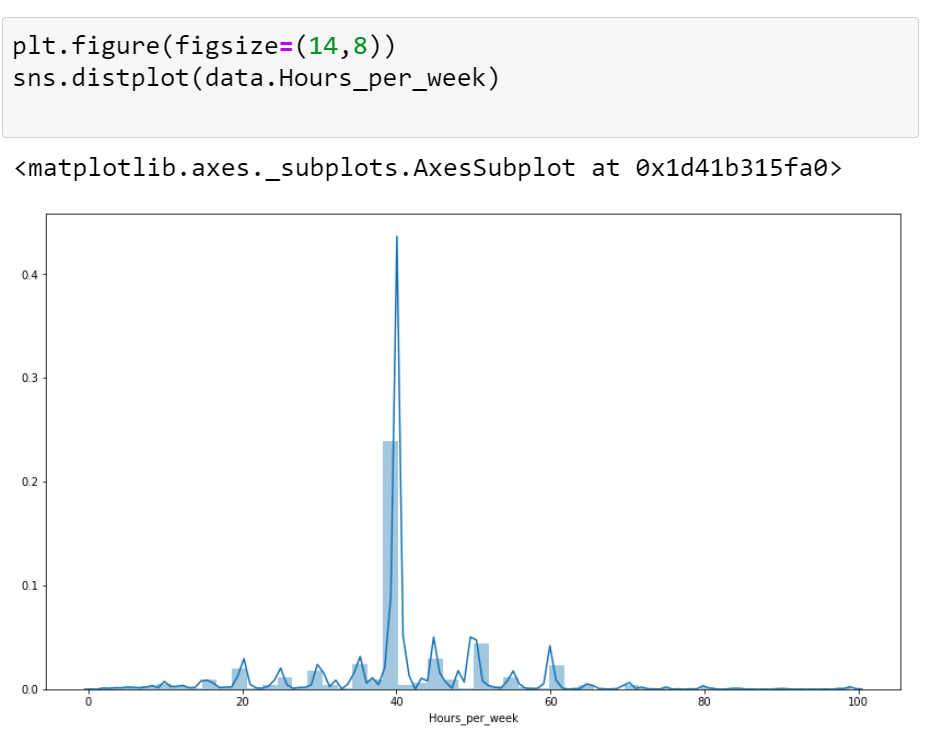 plt.figure(figsize=(14,8))
sns.distplot(data.Hours_per_week)
<matplotlib.axes._subplots.AxesSubplot at 0x1d41b315fa0>
0.4
0.3
0.2
0.1
0.0
0 20 40 60 80 100
Hours_per_week